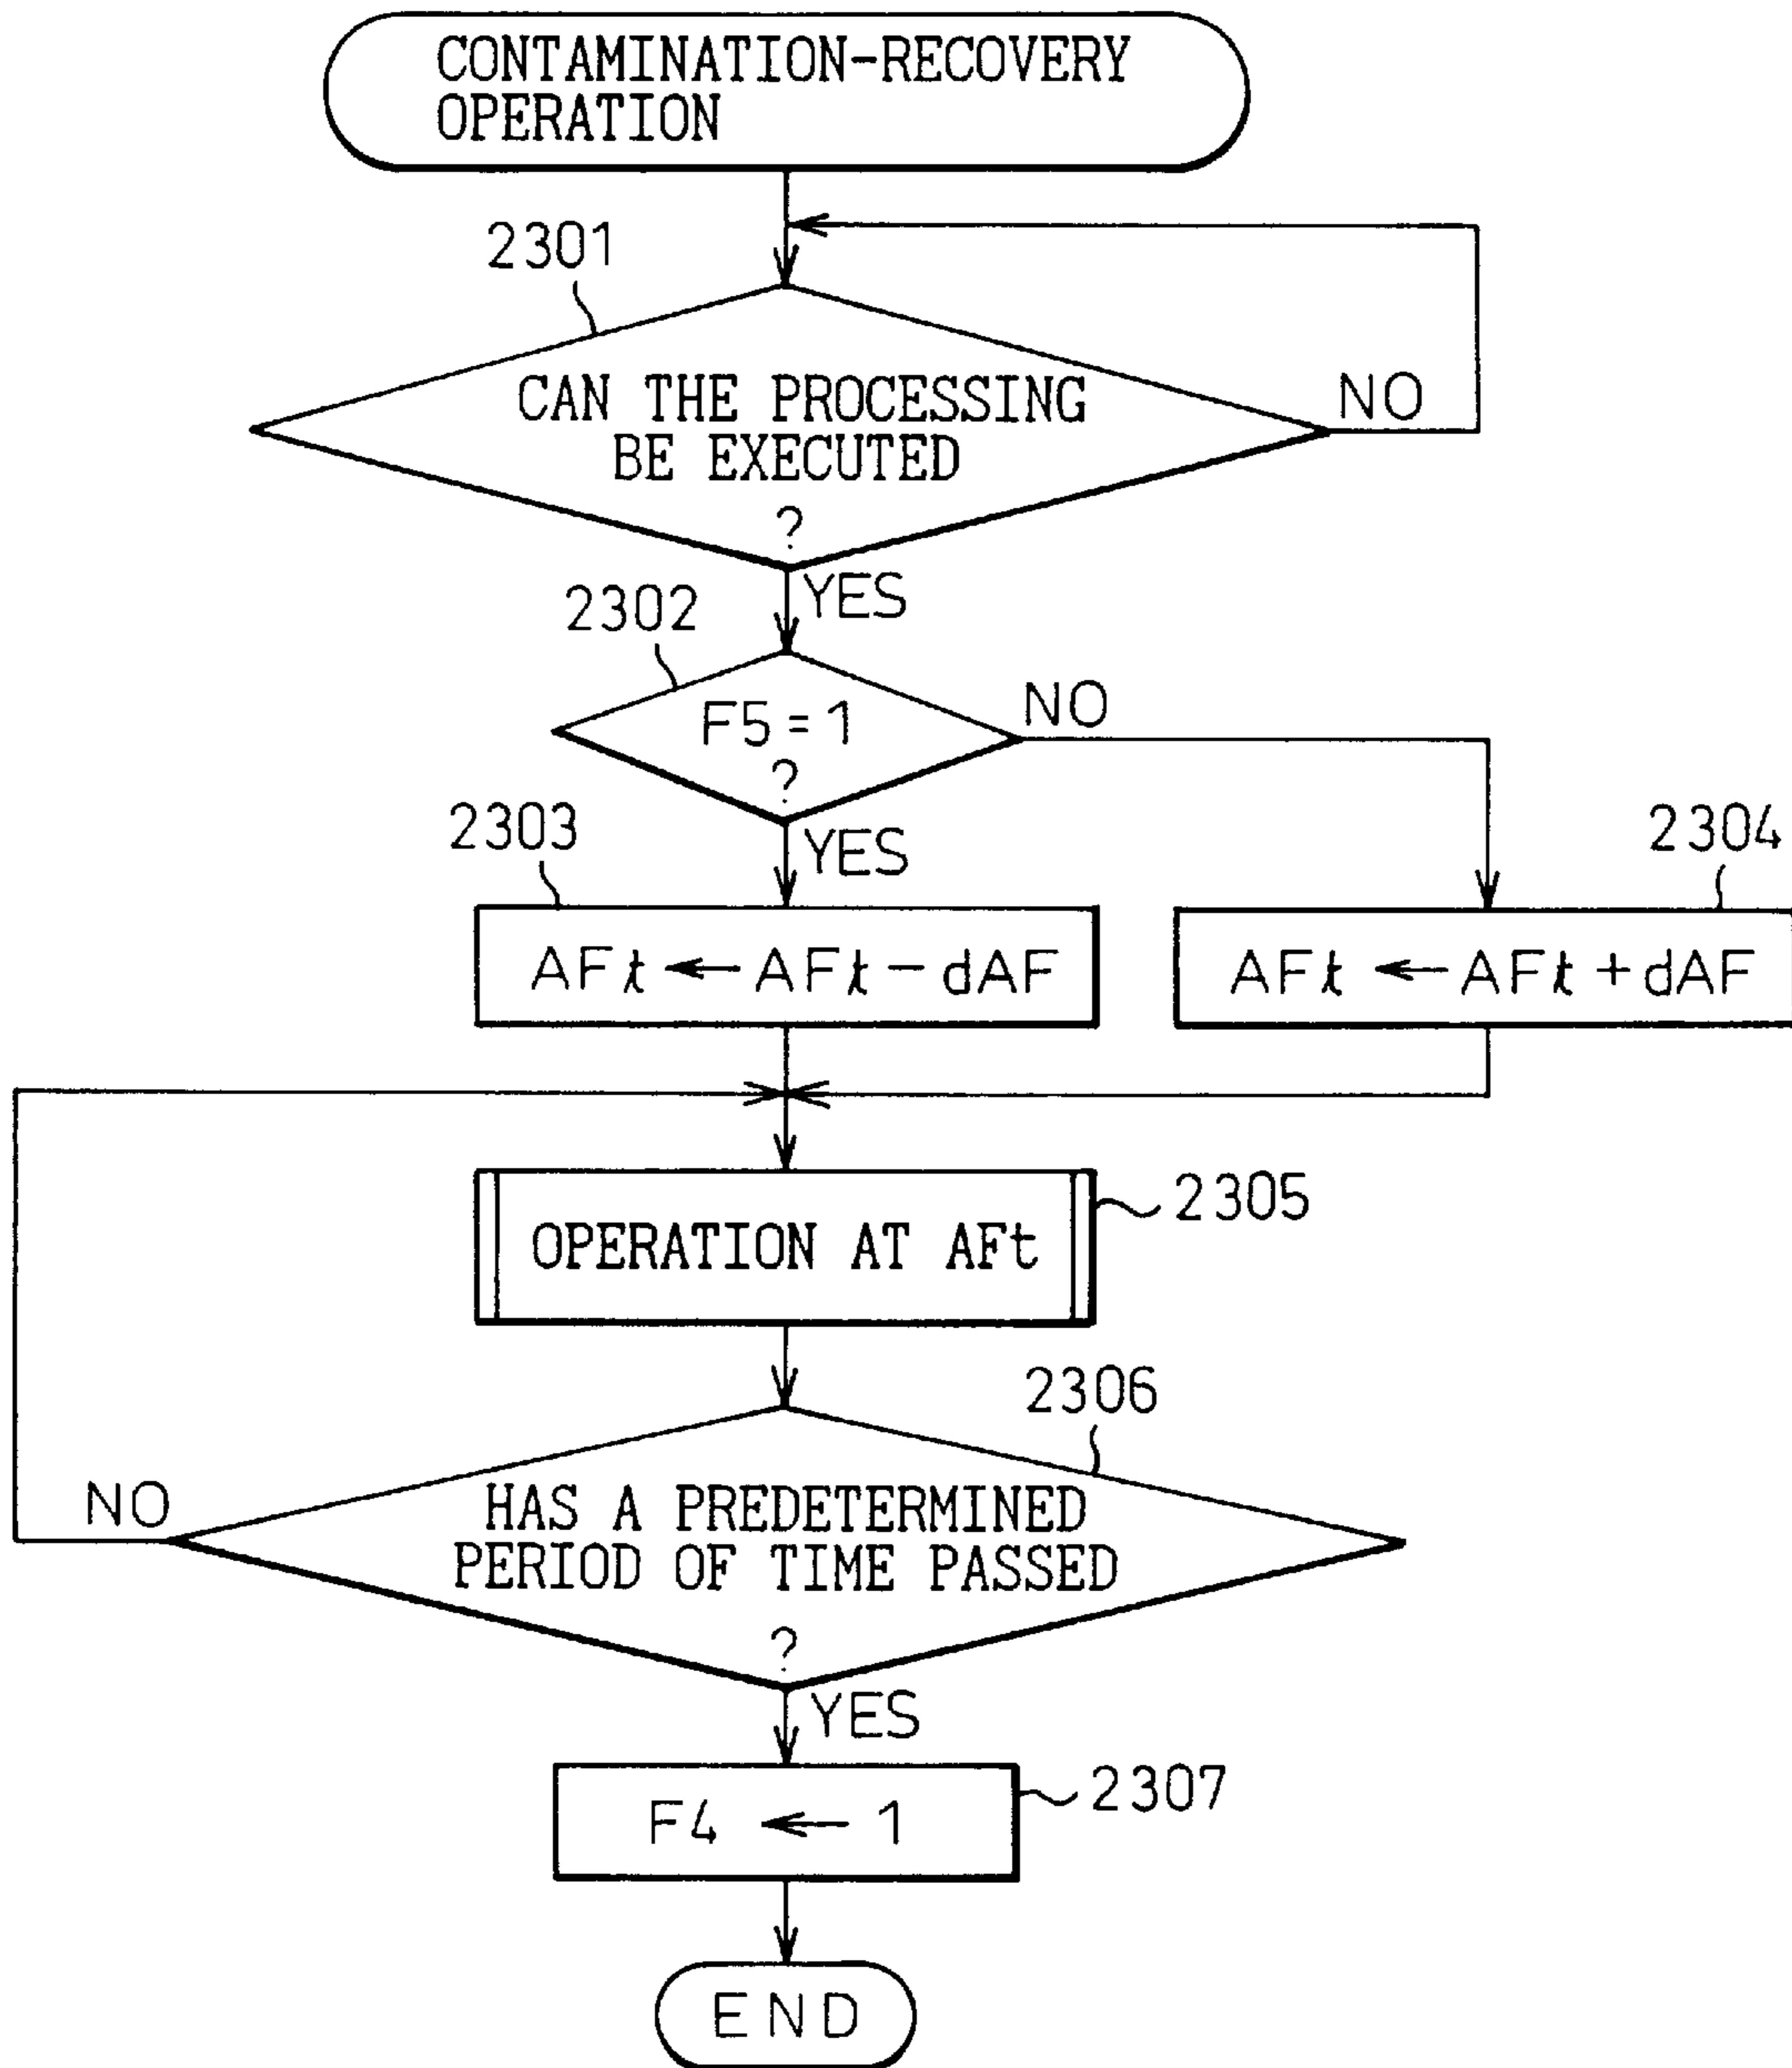 CONTAMINATION-RECOVERY
OPERATION
2301
CAN THE PROCESSING
BE EXECUTED
?
NO
YES
2302
F5=1
?
NO
YES
2303
AFt ← AFt - dAF
2304
AFt ← AFt + dAF
OPERATION AT AFt
2305
2306
HAS A PREDETERMINED
PERIOD OF TIME PASSED
?
NO
YES
F4 ← 1
2307
END